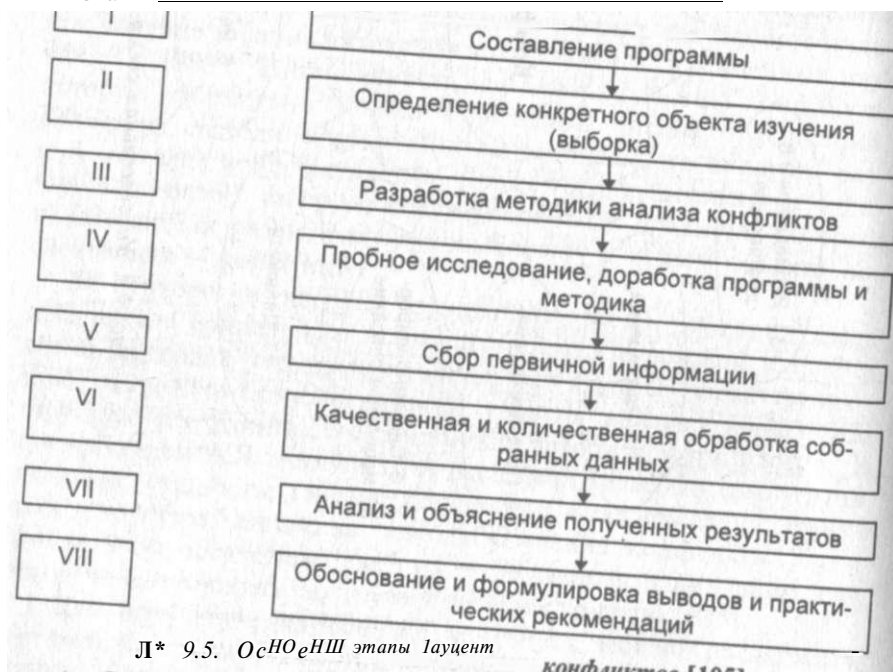 I
Составление программы
II
Определение конкретного объекта изучения
(выборка)
III
Разработка методики анализа конфликтов
IV
Пробное исследование, доработка программы и
методика
V
Сбор первичной информации
VI
Качественная и количественная обработка соб-
ранных данных
VII
Анализ и объяснение полученных результатов
VIII
Обоснование и формулировка выводов и практи-
ческих рекомендаций
Л* 9.5. ОсНОеНШ этапы 1ауцент
конфликтов